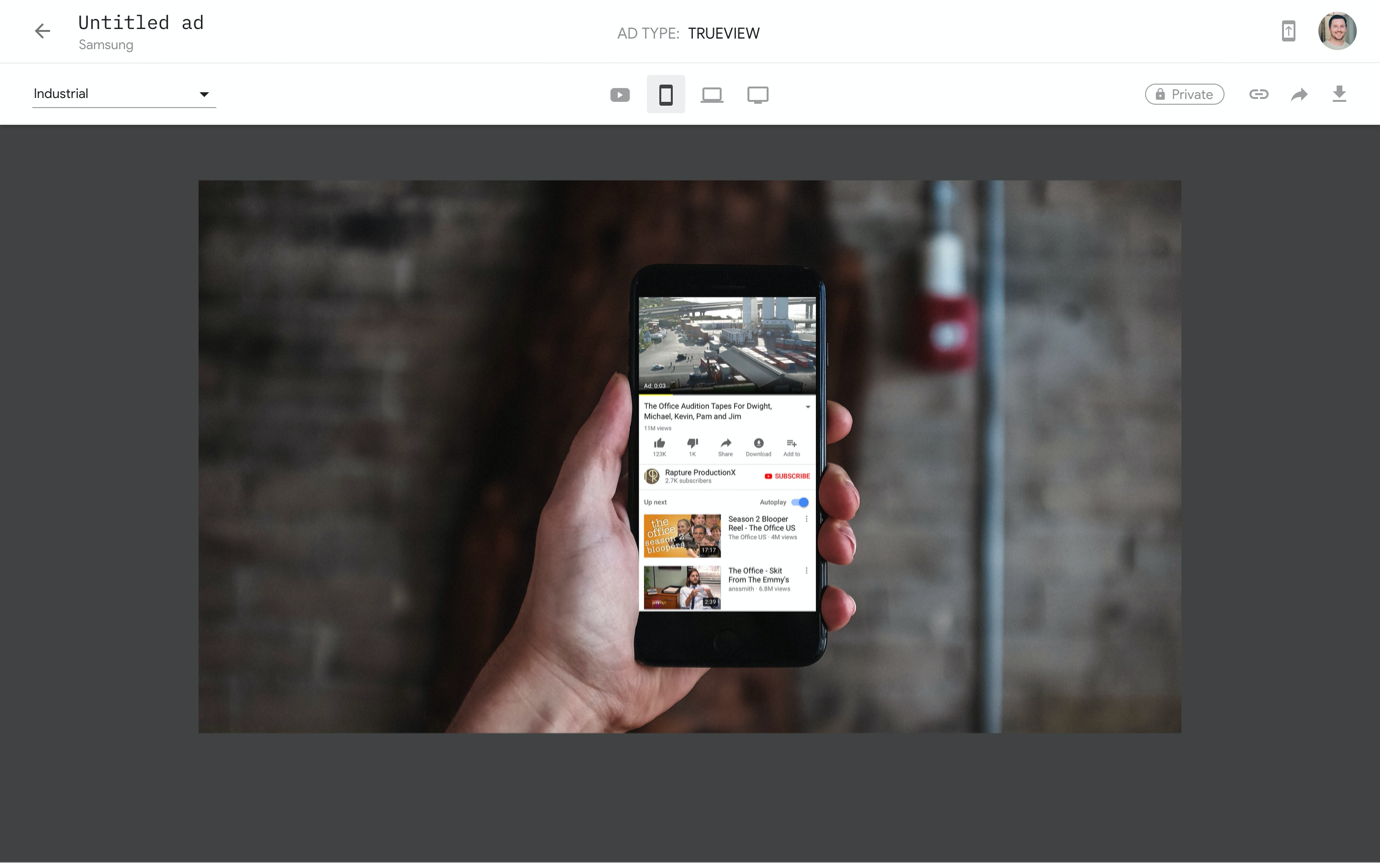 Untitled ad
Samsung
AD TYPE: TRUEVIEW
Industrial
Private
Ad: 0:03
The Office Audition Tapes For Dwight,
Michael, Kevin, Pam and Jim
11M views
123K
1K
Share
Download
Add to
Rapture ProductionX
2.7K subscribers
SUBSCRIBE
Up next
Autoplay
the
office
season 2
bloopers
17:17
Season 2 Blooper
Reel - The Office US
The Office US · 4M views
2:39
The Office - Skit
From The Emmy's
anssmith · 6.8M views